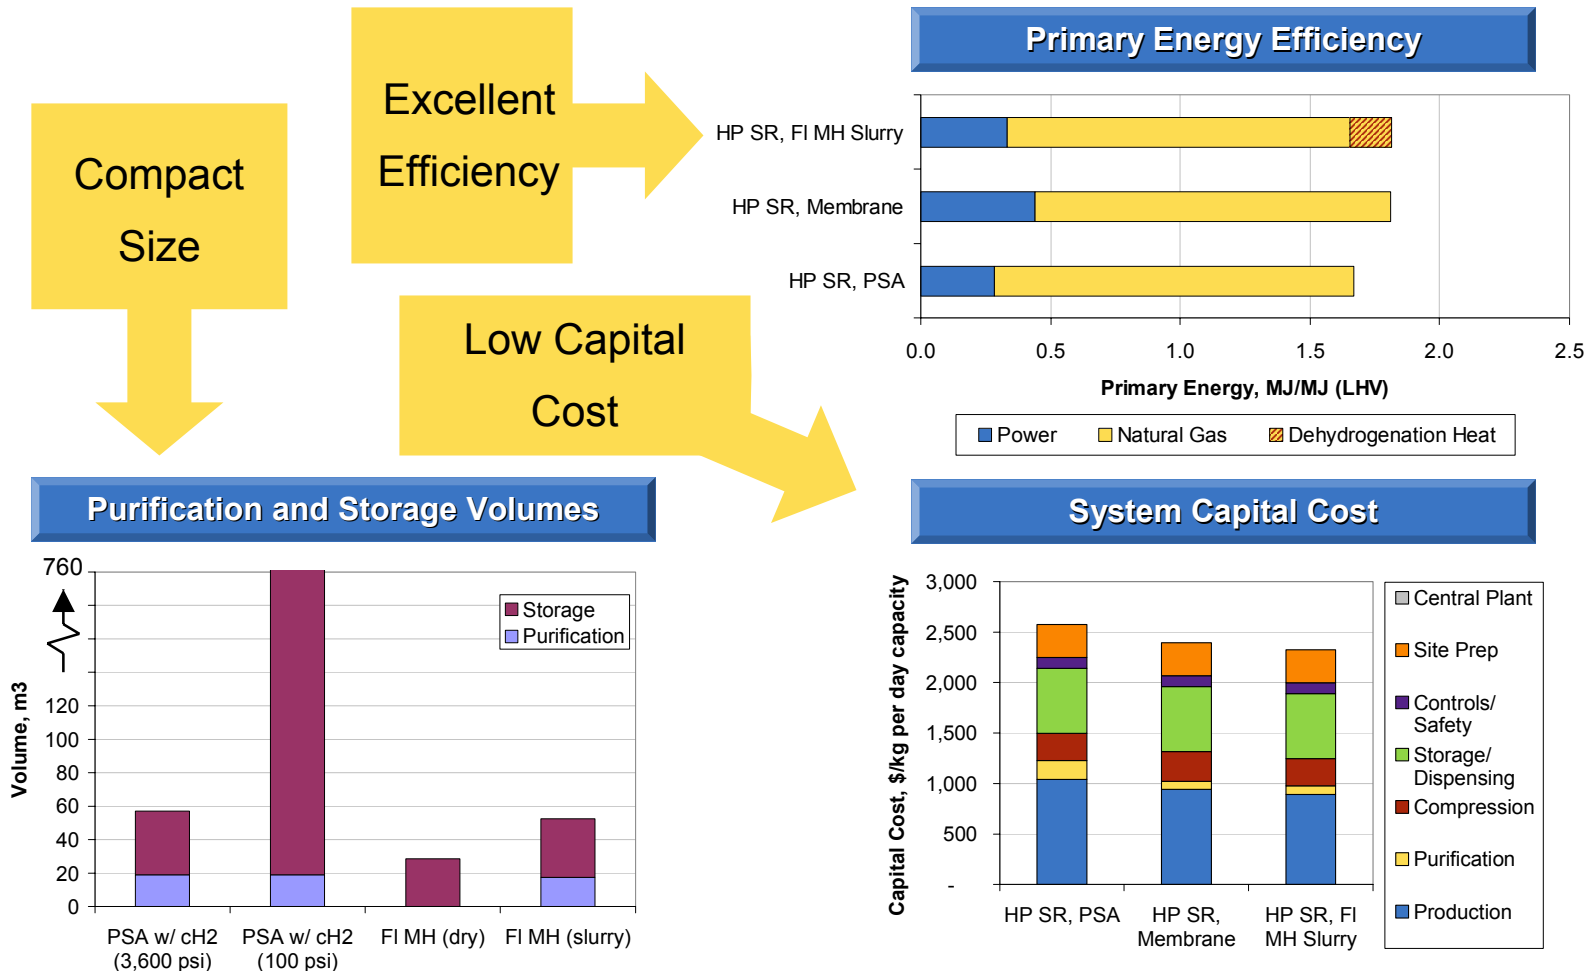 Compact
Size
Excellent
Efficiency
Low Capital
Cost
Primary Energy Efficiency
HP SR, Fl MH Slurry
HP SR, Membrane
HP SR, PSA
0.0 0.5 1.0 1.5 2.0 2.5
Primary Energy, MJ/MJ (LHV)
Power Natural Gas Dehydrogenation Heat
Purification and Storage Volumes
760
120
100
80
60
40
20
0
Volume, m3
Storage
Purification
PSA w/ cH2
(3,600 psi)
PSA w/ cH2
(100 psi)
Fl MH (dry)
Fl MH (slurry)
System Capital Cost
3,000
2,500
2,000
1,500
1,000
500
-
Capital Cost, $/kg per day capacity
HP SR, PSA
HP SR,
Membrane
HP SR, Fl
MH Slurry
Central Plant
Site Prep
Controls/
Safety
Storage/
Dispensing
Compression
Purification
Production